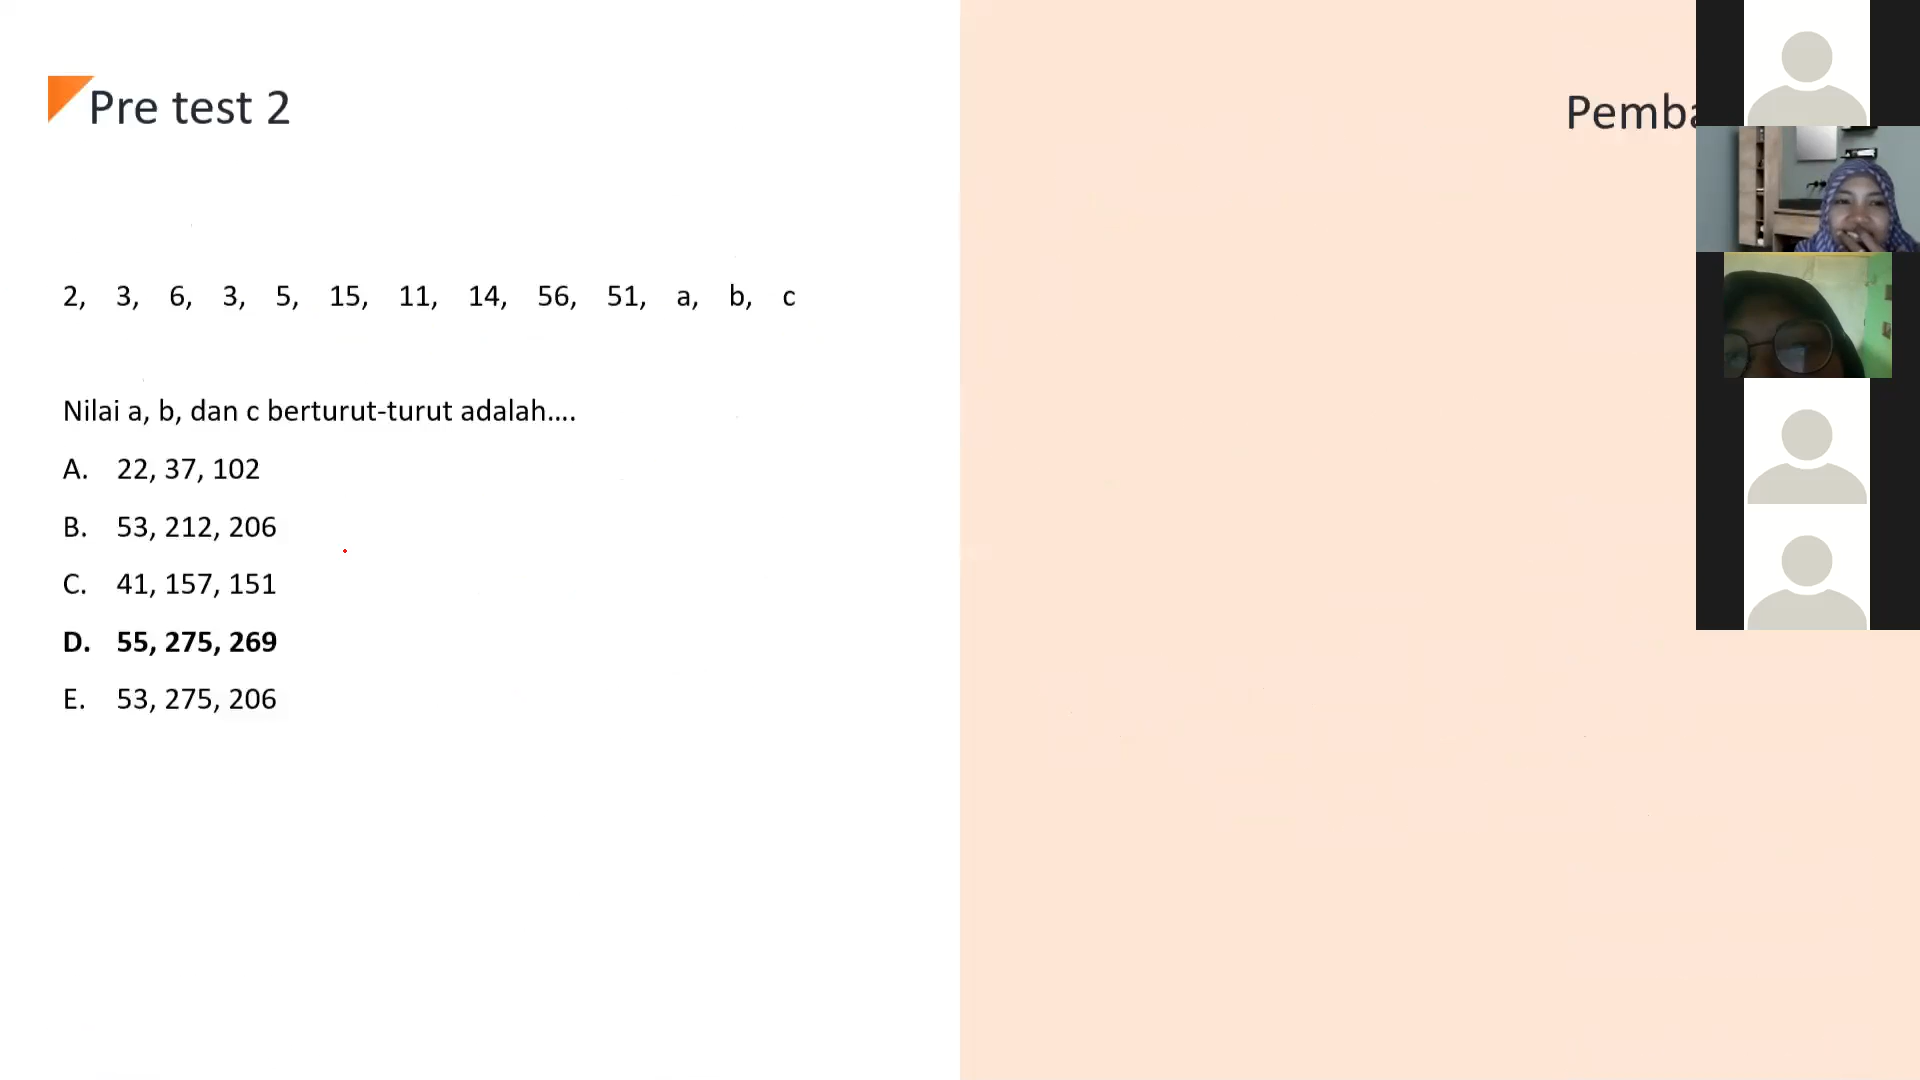 Pre test 2
Pemba
2, 3, 6, 3, 5, 15, 11, 14, 56, 51, a, b, c
Nilai a, b, dan c berturut-turut adalah....
A. 22, 37, 102
B. 53, 212, 206
C. 41, 157, 151
D. 55, 275, 269
E. 53, 275, 206